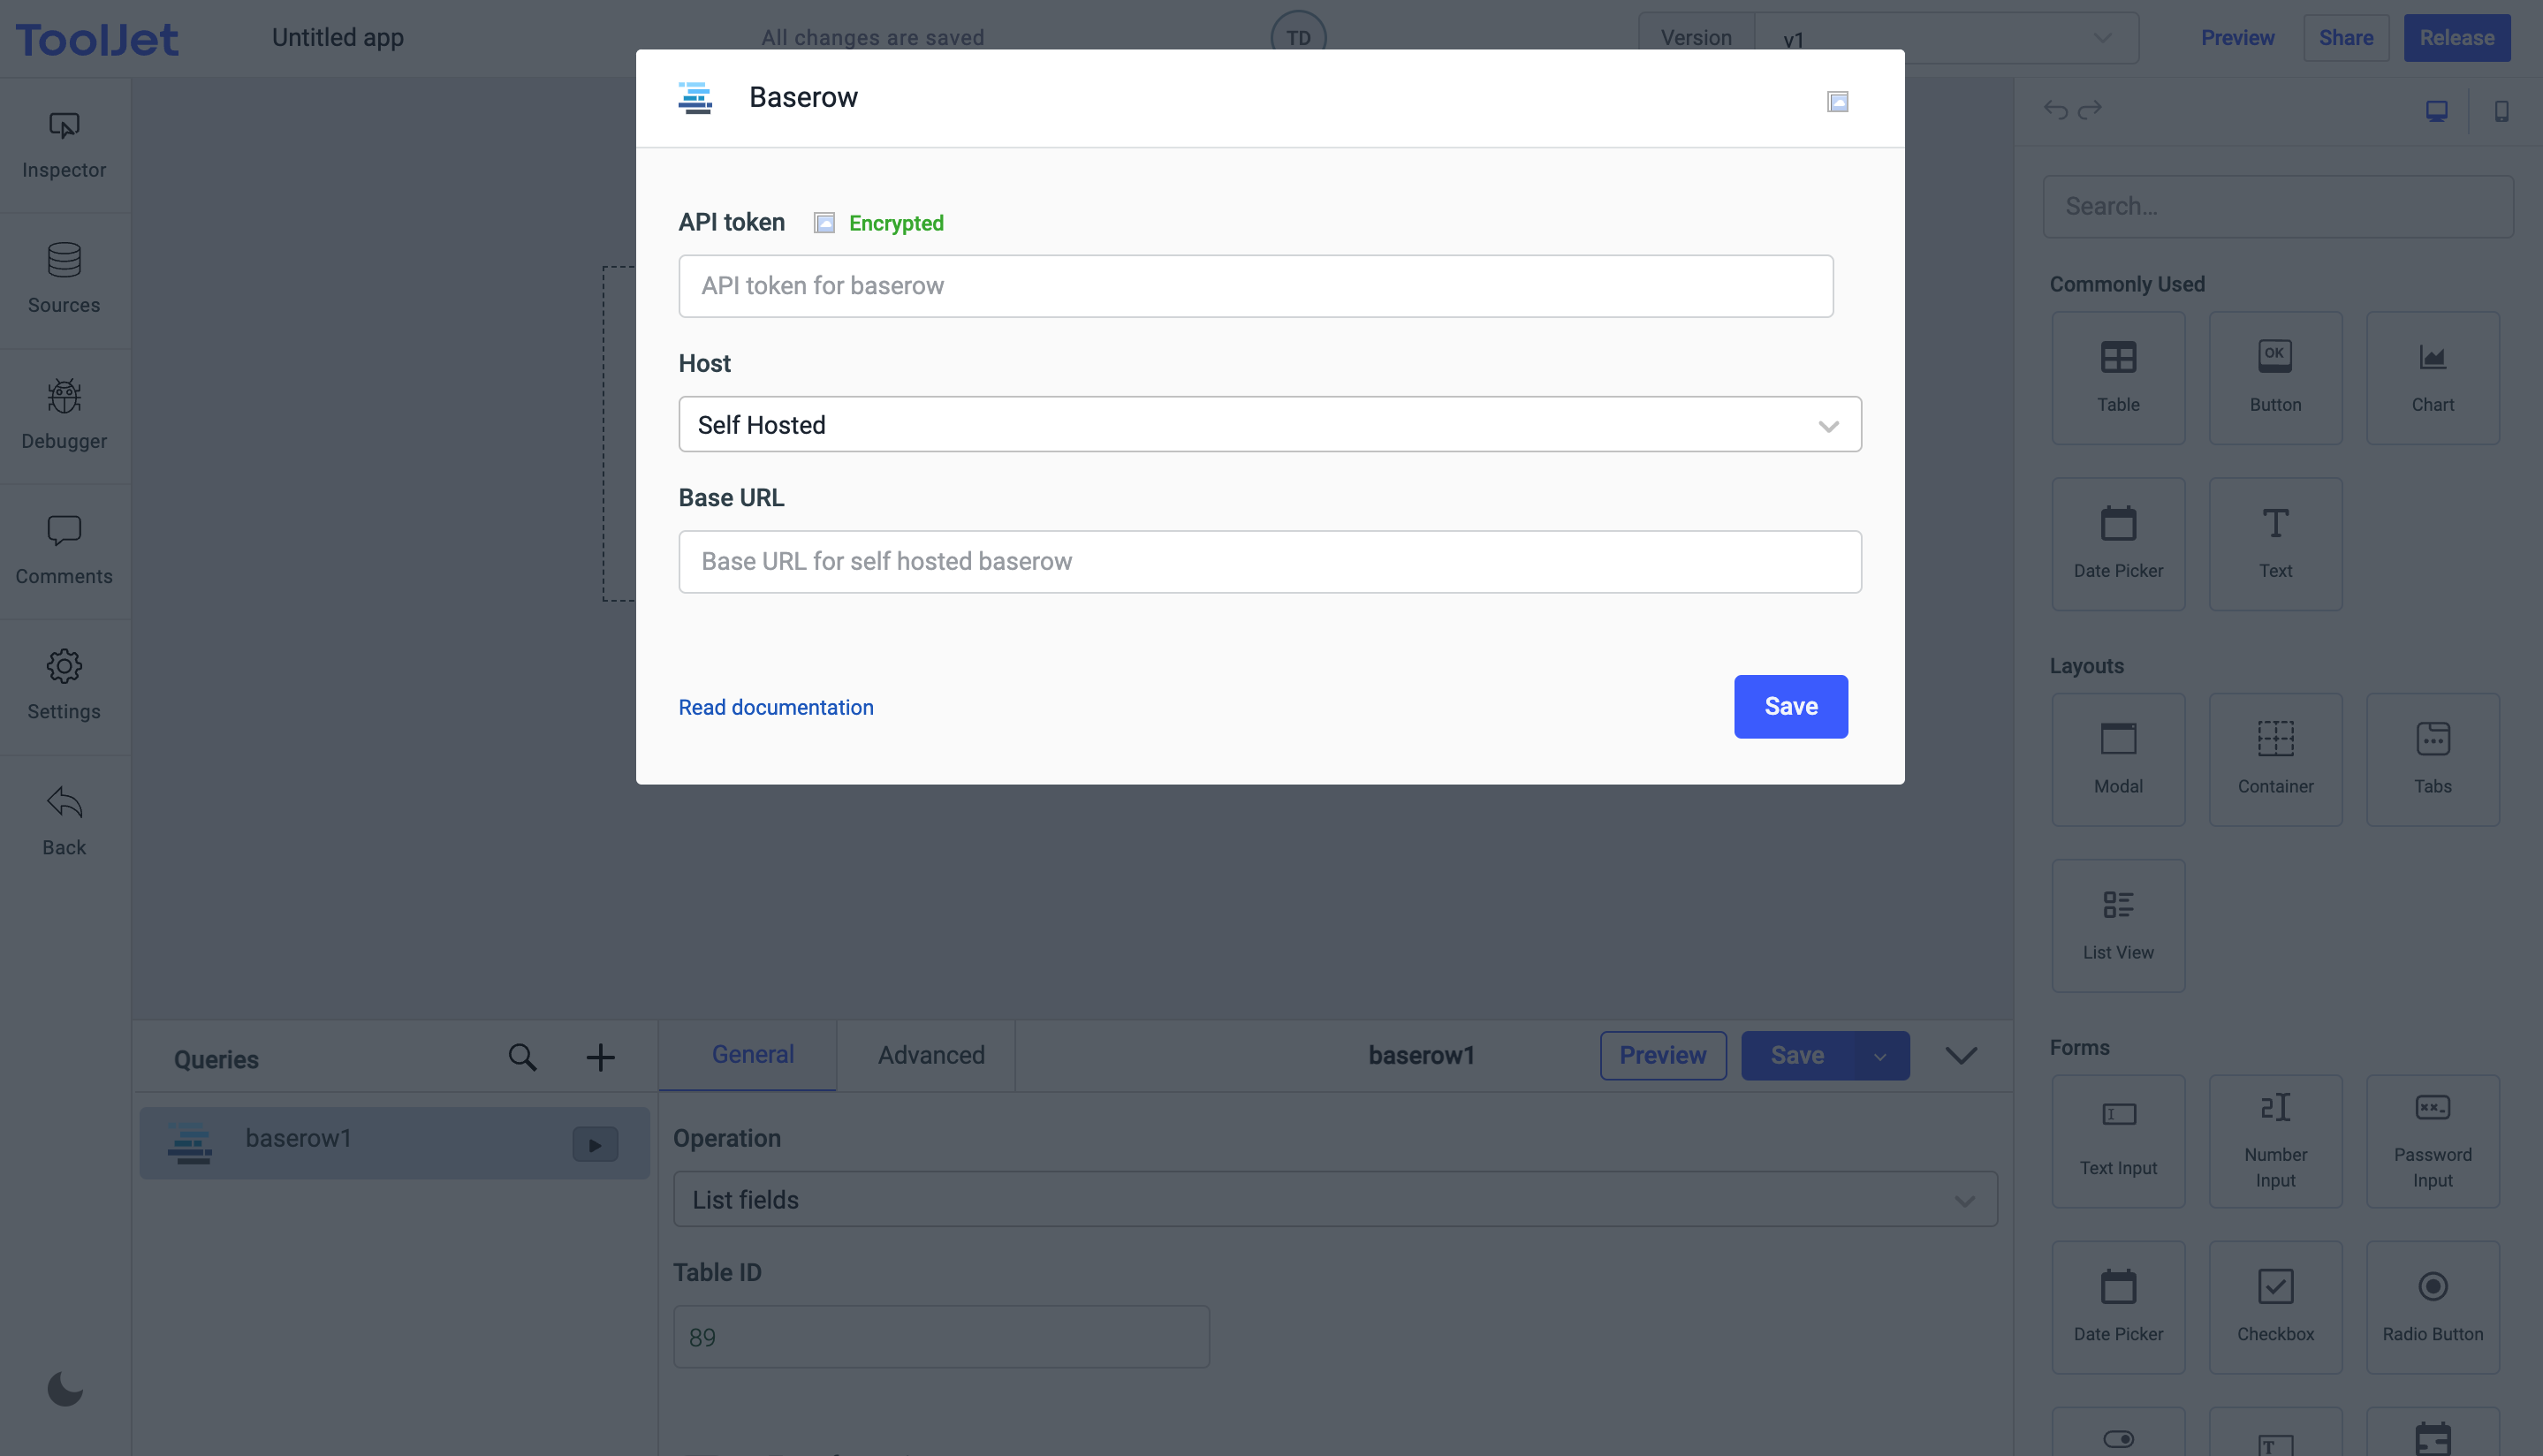 ToolJet
Untitled app
All changes are saved
TD
Version
v1
Preview
Share
Release
Baserow
API token
Encrypted
API token for baserow
Host
Self Hosted
Base URL
Base URL for self hosted baserow
Read documentation
Save
Inspector
Sources
Debugger
Comments
Settings
Back
Search...
Commonly Used
Table
OK
Button
Chart
Date Picker
Text
Layouts
Modal
Container
Tabs
List View
Forms
Text Input
Number
Input
Password
Input
Date Picker
Checkbox
Radio Button
Queries
baserow1
General
Advanced
baserow1
Preview
Save
Operation
List fields
Table ID
89